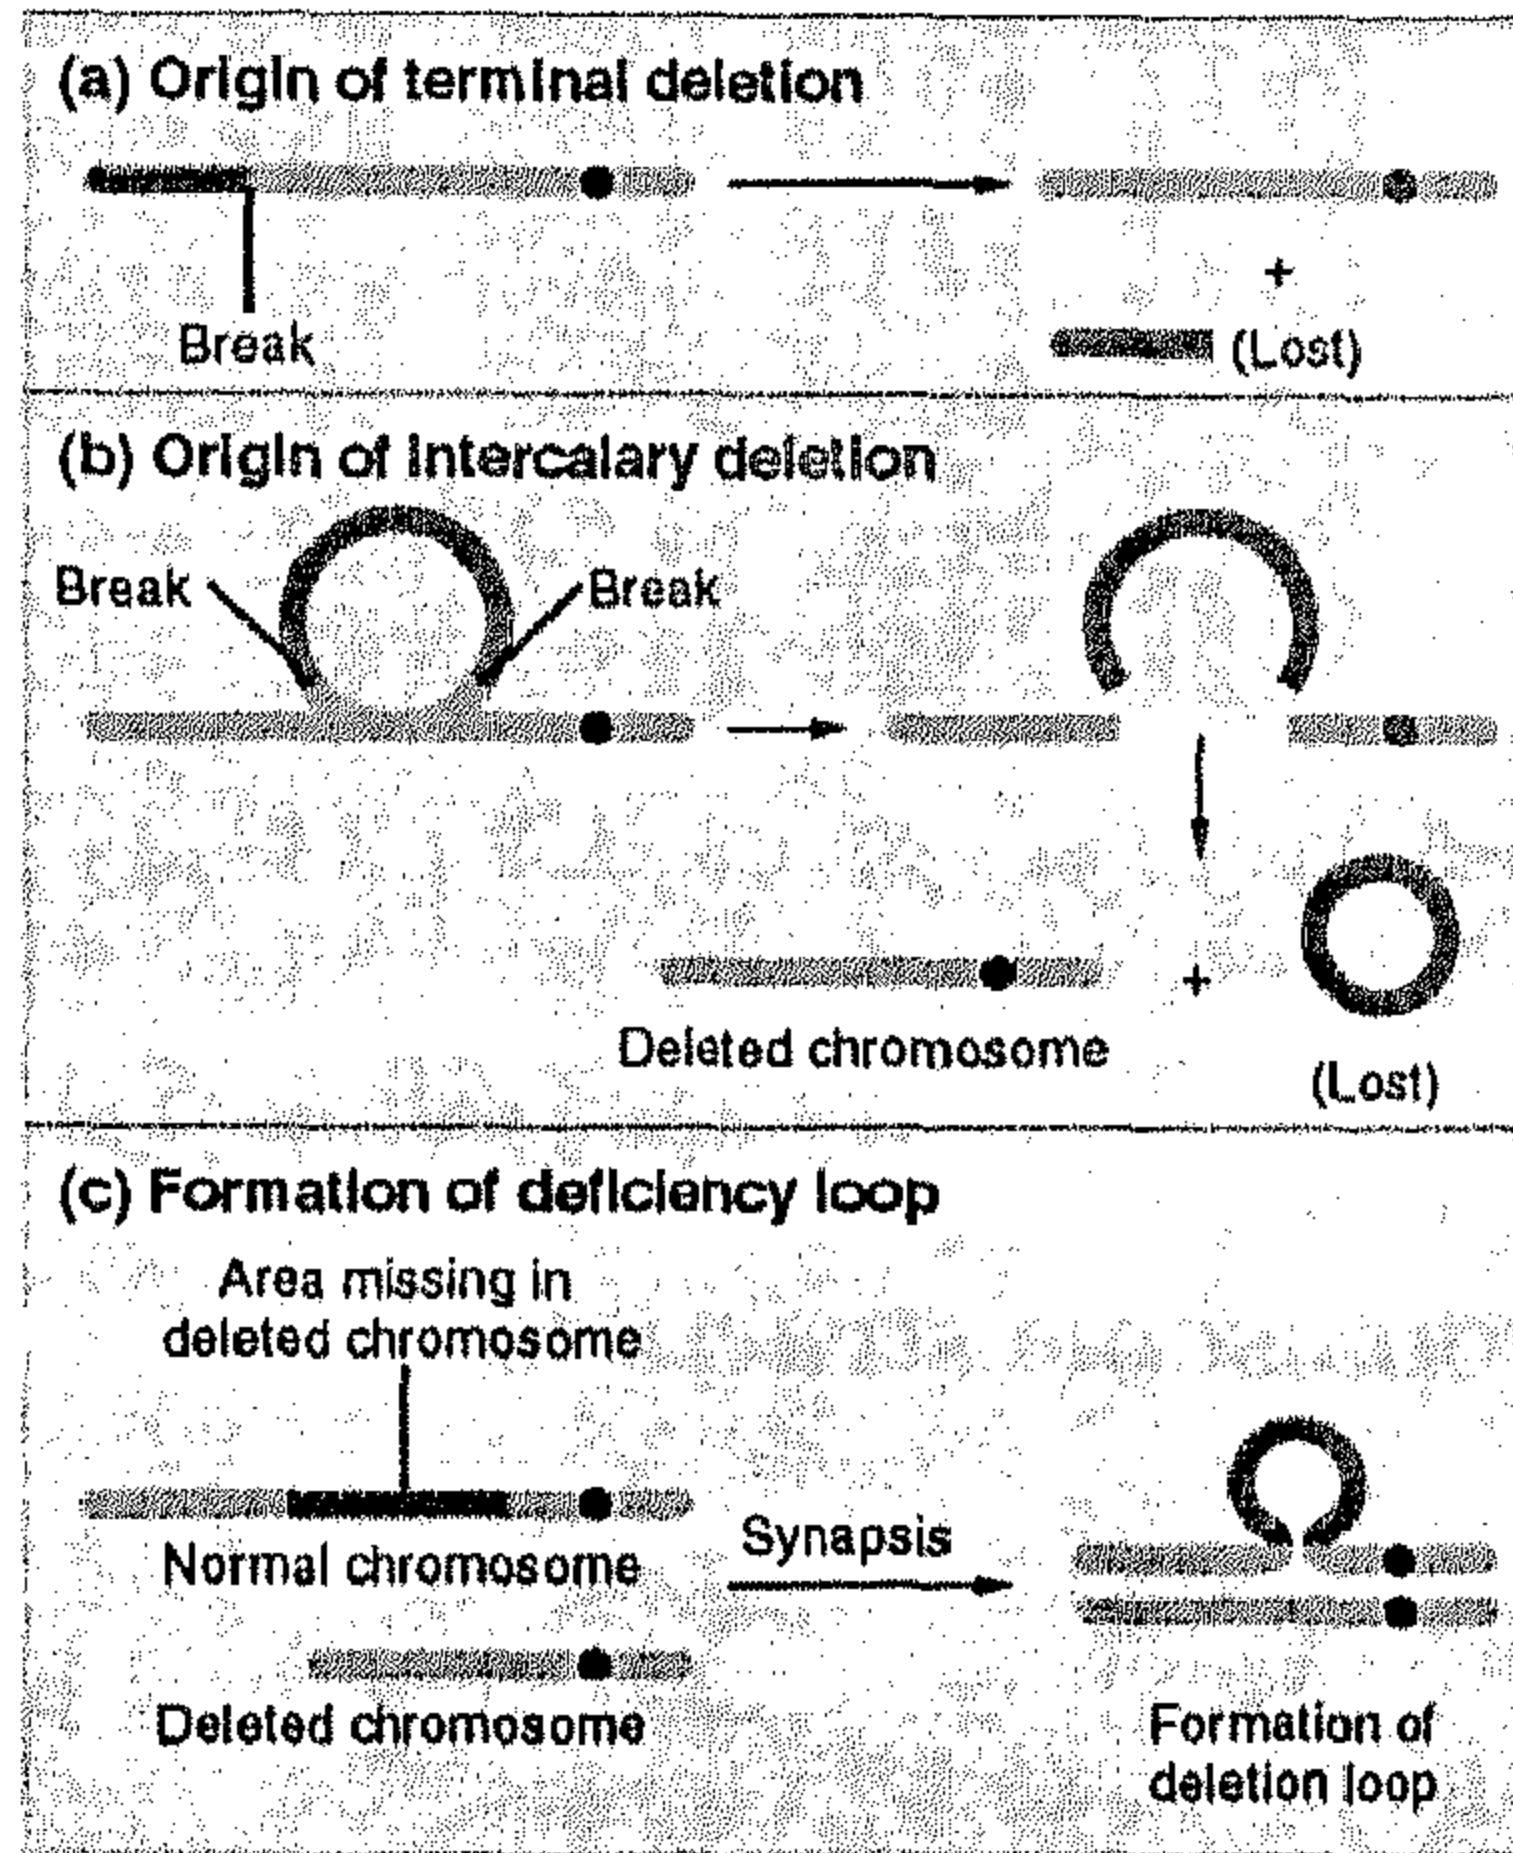 (a) Origin of terminal deletion
Break
+
(Lost)
(b) Origin of intercalary deletion
Break
Break
Deleted chromosome
+
(Lost)
(c) Formation of deficiency loop
Area missing in
deleted chromosome
Normal chromosome
Synapsis
Deleted chromosome
Formation of
deletion loop